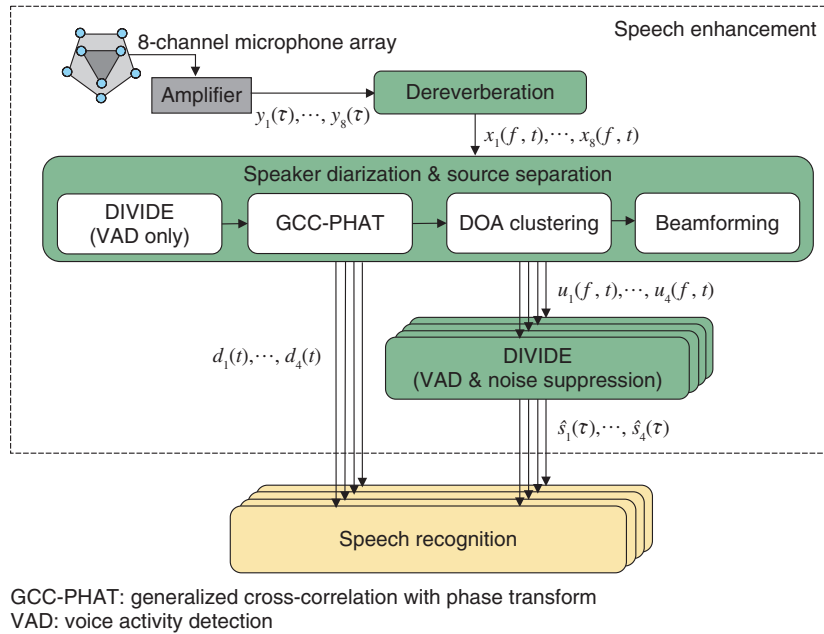 Speech enhancement
8-channel microphone array
Amplifier
Dereverberation
y₁(τ),⋯, y₈(τ)
x₁(f, t),⋯, x₈(f, t)
Speaker diarization & source separation
DIVIDE
(VAD only)
GCC-PHAT
DOA clustering
Beamforming
u₁(f, t),⋯, u₄(f, t)
d₁(t),⋯, d₄(t)
DIVIDE
(VAD & noise suppression)
ŝ₁(τ),⋯, ŝ₄(τ)
Speech recognition
GCC-PHAT: generalized cross-correlation with phase transform
VAD: voice activity detection